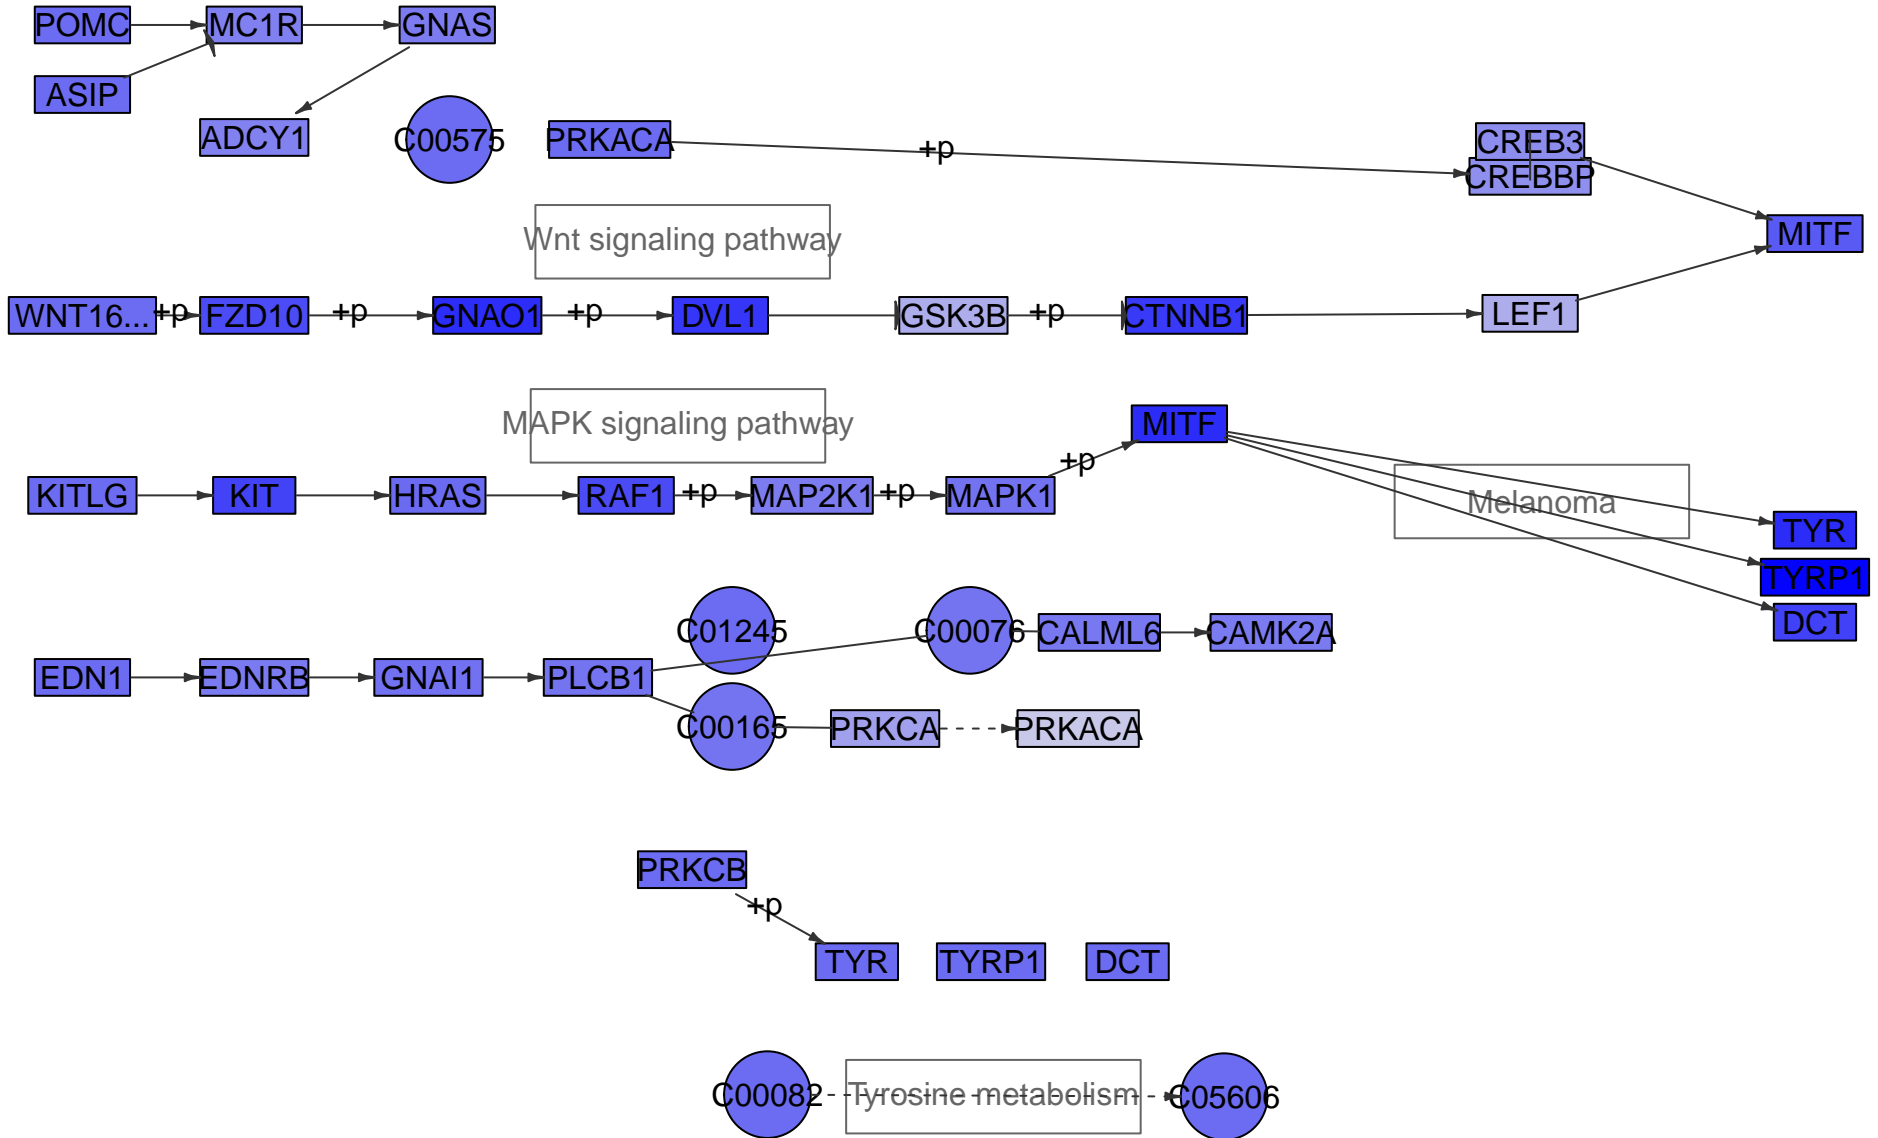 POMC MC1R GNAS
ASIP
ADCY1 C00575 PRKACA +p CREB3
CREBBP
Wnt signaling pathway MITF
WNT16... +p FZD10 +p GNAO1 +p DVL1 GSK3B +p CTNNB1 LEF1
MAPK signaling pathway MITF
+p
KITLG KIT HRAS RAF1 +p MAP2K1 +p MAPK1 Melanoma
TYR
TYRP1
C01245 C00076 CALML6 CAMK2A DCT
EDN1 EDNRB GNAI1 PLCB1
C00165 PRKCA PRKACA
PRKCB
+p
TYR TYRP1 DCT
C00082 Tyrosine metabolism C05606